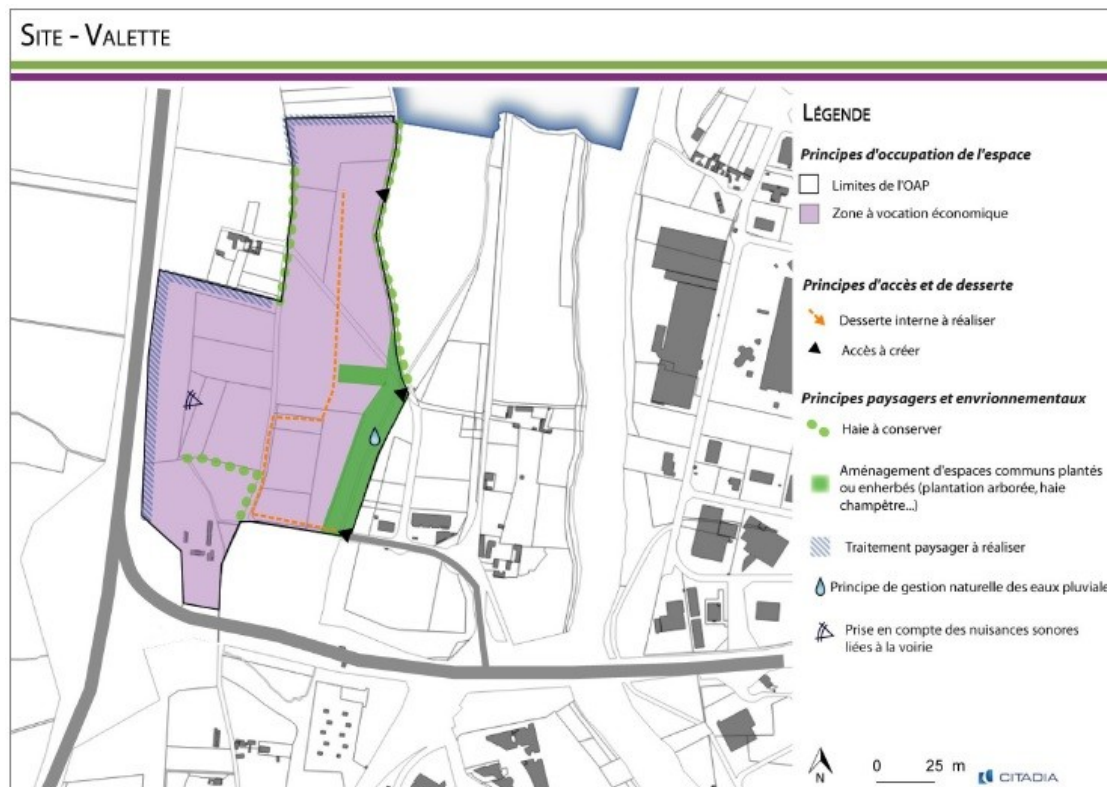 SITE - VALETTE
LÉGENDE
Principes d'occupation de l'espace
Limites de l'OAP
Zone à vocation économique
Principes d'accès et de desserte
Desserte interne à réaliser
Accès à créer
Principes paysagers et envrionnementaux
Haie à conserver
Aménagement d'espaces communs plantés
ou enherbés (plantation arborée, haie
champêtre...)
Traitement paysager à réaliser
Principe de gestion naturelle des eaux pluviale
Prise en compte des nuisances sonores
liées à la voirie
N
0 25 m
CITADIA